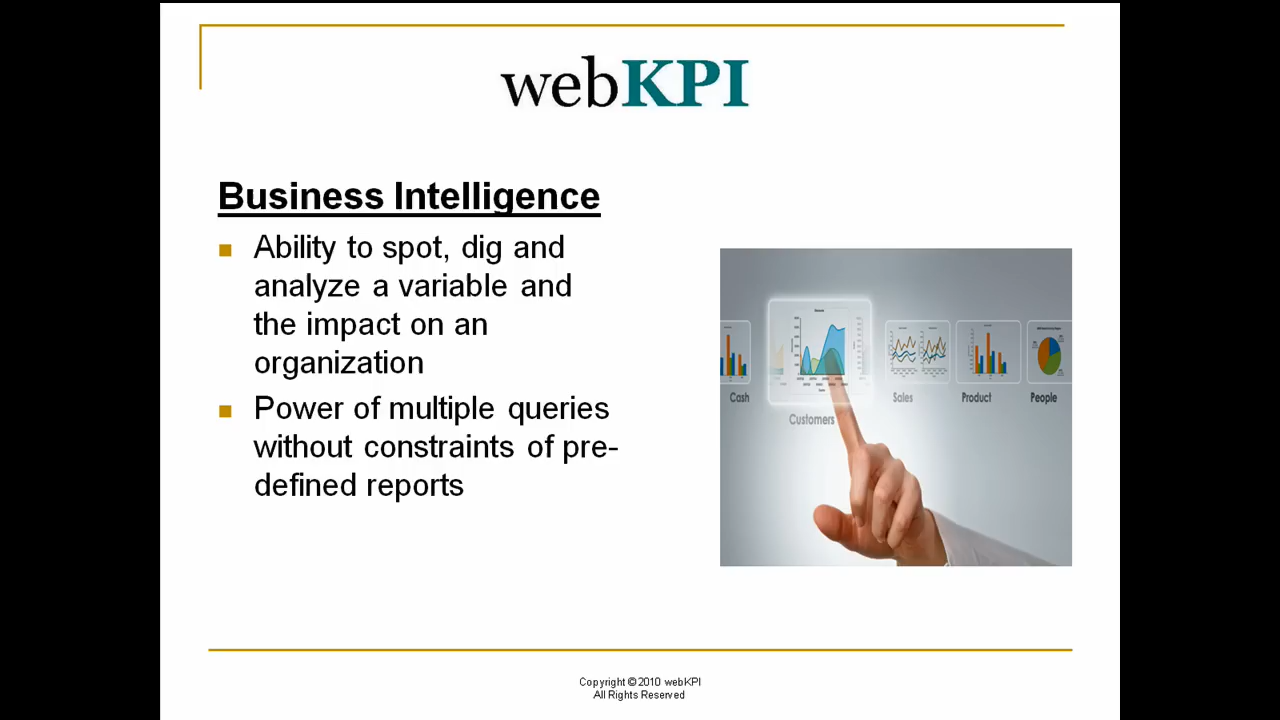 webKPI
Business Intelligence
Ability to spot, dig and
analyze a variable and
the impact on an
organization
Power of multiple queries
without constraints of pre-
defined reports
Cash
Customers
Sales
Product
People
Copyright © 2010 webKPI
All Rights Reserved